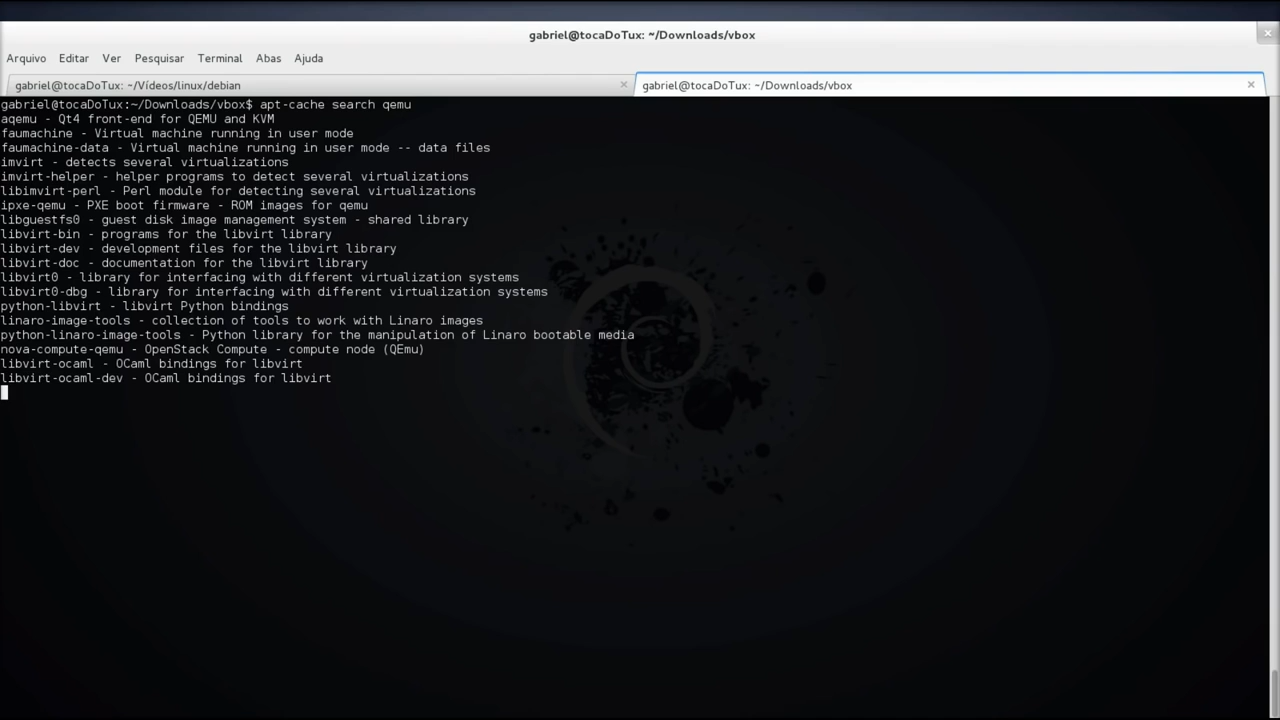 gabriel@tocaDoTux: ~/Downloads/vbox
Arquivo Editar Ver Pesquisar Terminal Abas Ajuda
gabriel@tocaDoTux: ~/Vídeos/linux/debian
gabriel@tocaDoTux: ~/Downloads/vbox
gabriel@tocaDoTux:~/Downloads/vbox$ apt-cache search qemu
aqemu - Qt4 front-end for QEMU and KVM
faumachine - Virtual machine running in user mode
faumachine-data - Virtual machine running in user mode -- data files
imvirt - detects several virtualizations
imvirt-helper - helper programs to detect several virtualizations
libimvirt-perl - Perl module for detecting several virtualizations
ipxe-qemu - PXE boot firmware - ROM images for qemu
libguestfs0 - guest disk image management system - shared library
libvirt-bin - programs for the libvirt library
libvirt-dev - development files for the libvirt library
libvirt-doc - documentation for the libvirt library
libvirt0 - library for interfacing with different virtualization systems
libvirt0-dbg - library for interfacing with different virtualization systems
python-libvirt - libvirt Python bindings
linaro-image-tools - collection of tools to work with Linaro images
python-linaro-image-tools - Python library for the manipulation of Linaro bootable media
nova-compute-qemu - OpenStack Compute - compute node (QEmu)
libvirt-ocaml - OCaml bindings for libvirt
libvirt-ocaml-dev - OCaml bindings for libvirt